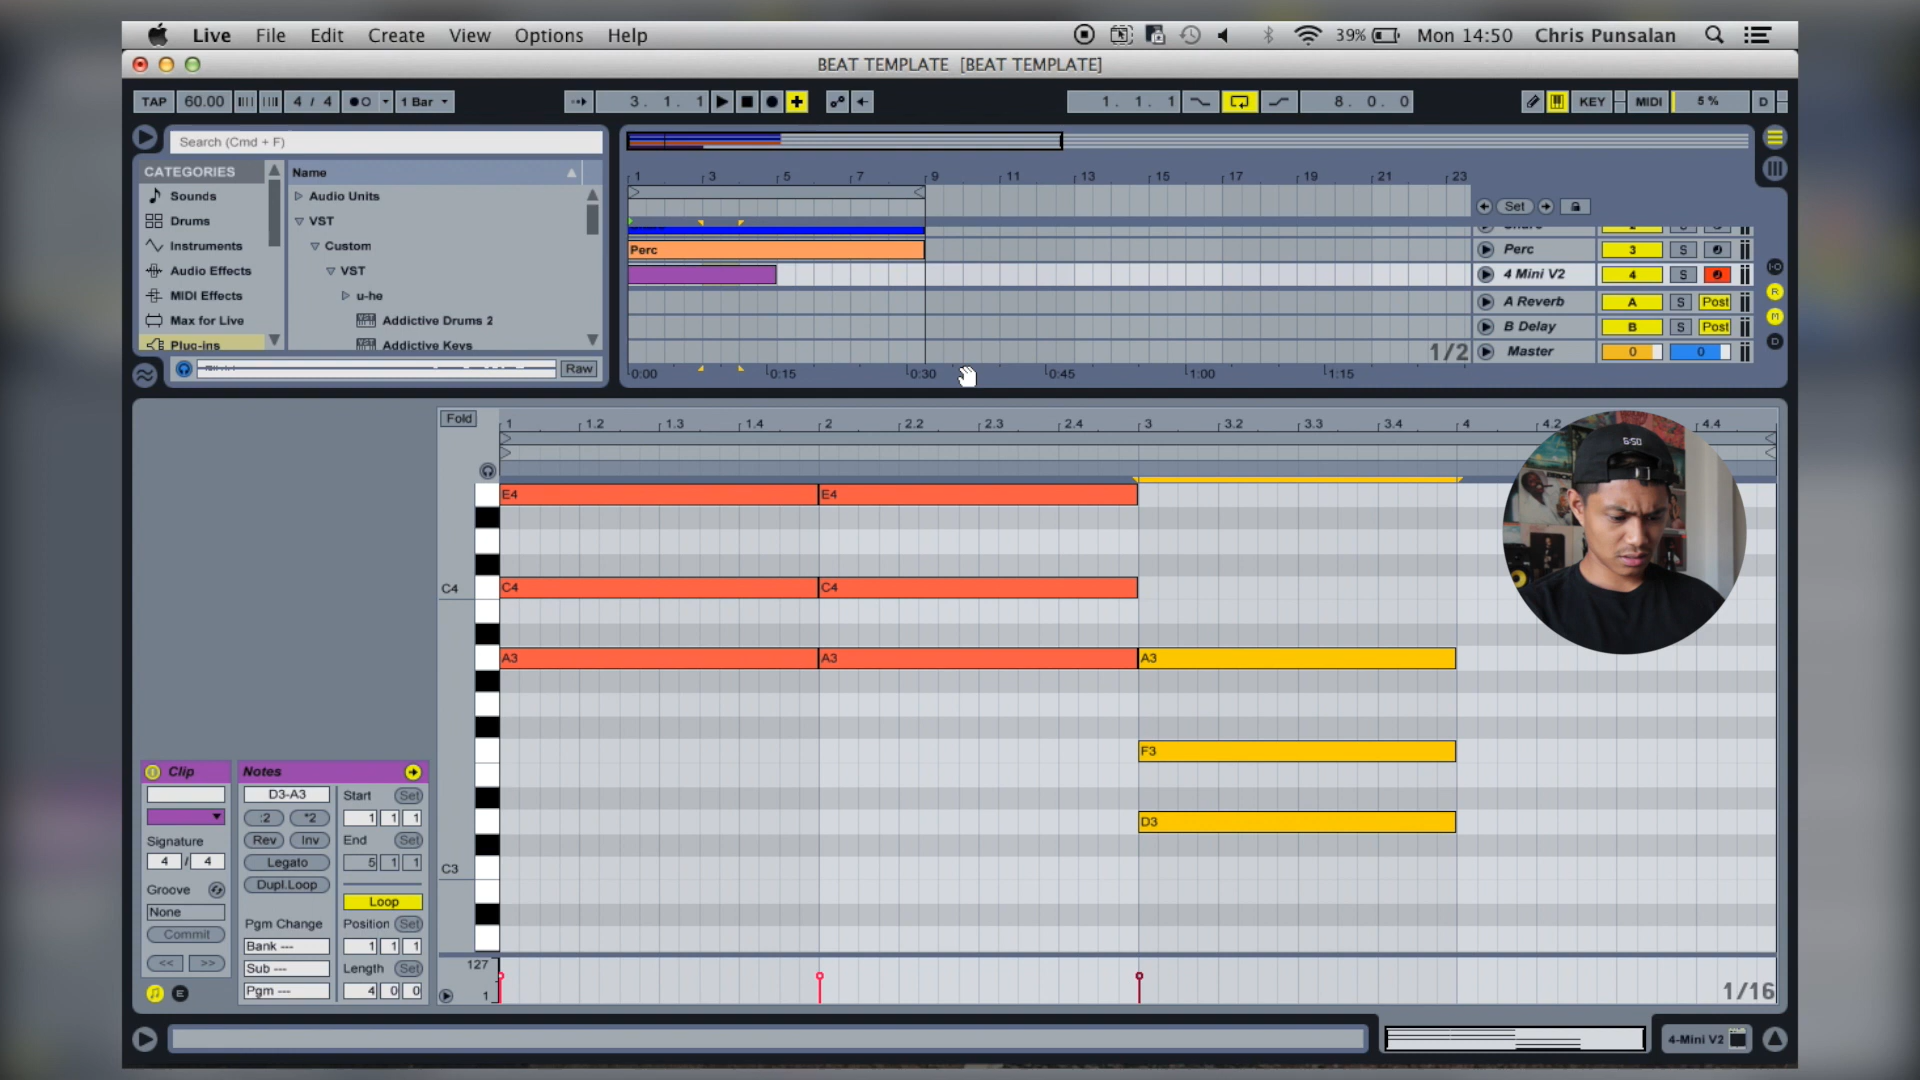 Live File Edit Create View Options Help 39% Mon 14:50 Chris Punsalan
BEAT TEMPLATE [BEAT TEMPLATE]
TAP 60.00 4 / 4 1 Bar 3. 1. 1 1. 1. 1 8. 0. 0 KEY MIDI 5 % D
Search (Cmd + F)
CATEGORIES Name
Sounds
Drums
Instruments
Audio Effects
MIDI Effects
Max for Live
Plug-ins
Audio Units
VST
Custom
VST
u-he
Addictive Drums 2
Addictive Keys
Raw
1 3 5 7 9 11 13 15 17 19 21 23
Set
Perc Perc 3 S
4 Mini V2 4 S
A Reverb A S Post
B Delay B S Post
1/2 Master 0 0
0:00 0:15 0:30 0:45 1:00 1:15
R
M
D
Fold 1 1.2 1.3 1.4 2 2.2 2.3 2.4 3 3.2 3.3 3.4 4 4.2 4.4
E4 E4
C4 C4 C4
A3 A3 A3
F3
D3
C3
127
1
1/16
Clip
Signature
4 / 4
Groove
None
Commit
<< >>
E
Notes
D3-A3
:2 *2
Rev Inv
Legato
Dupl.Loop
Pgm Change
Bank ---
Sub ---
Pgm ---
Start Set
1 1 1
End Set
5 1 1
Loop
Position Set
1 1 1
Length Set
4 0 0
4-Mini V2